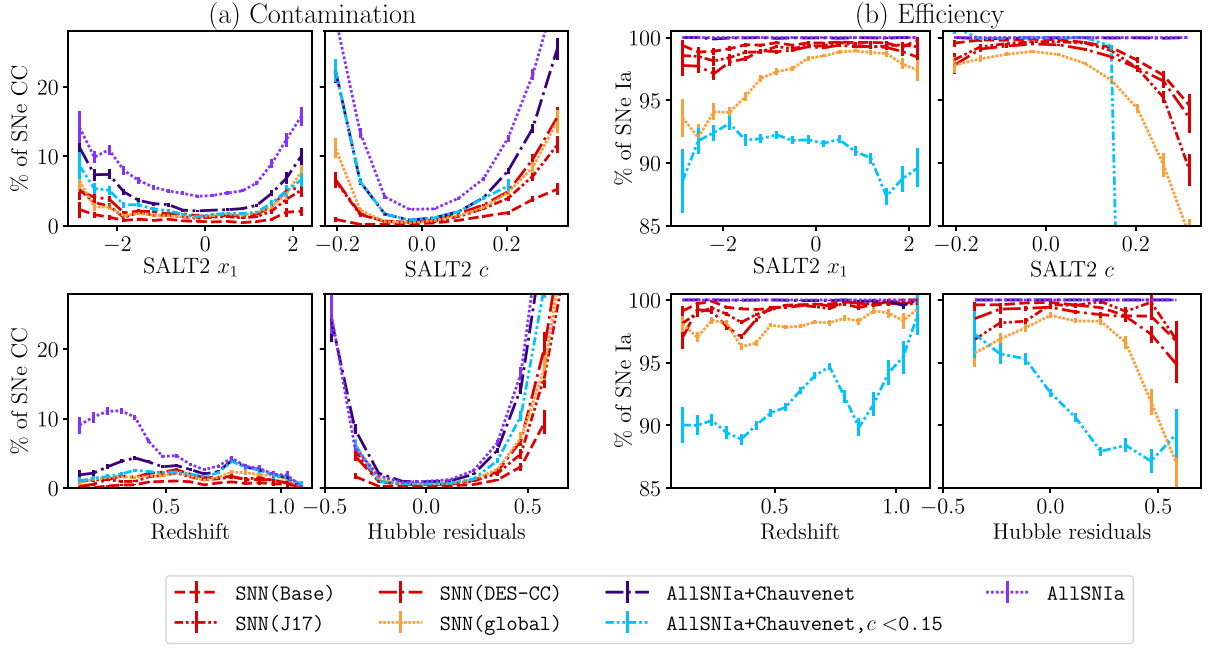 (a) Contamination
(b) Efficiency
% of SNe CC
20
10
0
−2 0 2
SALT2 x₁
−0.2 0.0 0.2
SALT2 c
% of SNe Ia
100
95
90
85
−2 0 2
SALT2 x₁
−0.2 0.0 0.2
SALT2 c
% of SNe CC
20
10
0
0.5 1.0
Redshift
−0.5 0.0 0.5
Hubble residuals
% of SNe Ia
100
95
90
85
0.5 1.0
Redshift
−0.5 0.0 0.5
Hubble residuals
SNN(Base) SNN(DES-CC) AllSNIa+Chauvenet AllSNIa
SNN(J17) SNN(global) AllSNIa+Chauvenet, c <0.15